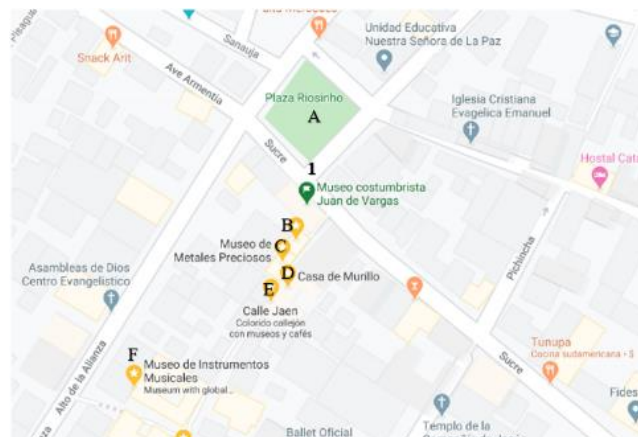 Pisagua
Snack Arit
Sanauja
Ave Armentia
Unidad Educativa
Nuestra Señora de La Paz
Plaza Riosinho
A
Iglesia Cristiana
Evagelica Emanuel
Sucre
1
Museo costumbrista
Juan de Vargas
Hostal Cat
B
Museo de
Metales Preciosos
C
D
Casa de Murillo
E
Calle Jaen
Colorido callejón
con museos y cafés
Asambleas de Dios
Centro Evangelistico
Pichincha
F
Museo de Instrumentos
Musicales
Museum with global...
Alto de la Alianza
Sucre
Tunupa
Cocina sudamericana • $
Fides
Templo de la
Ballet Oficial